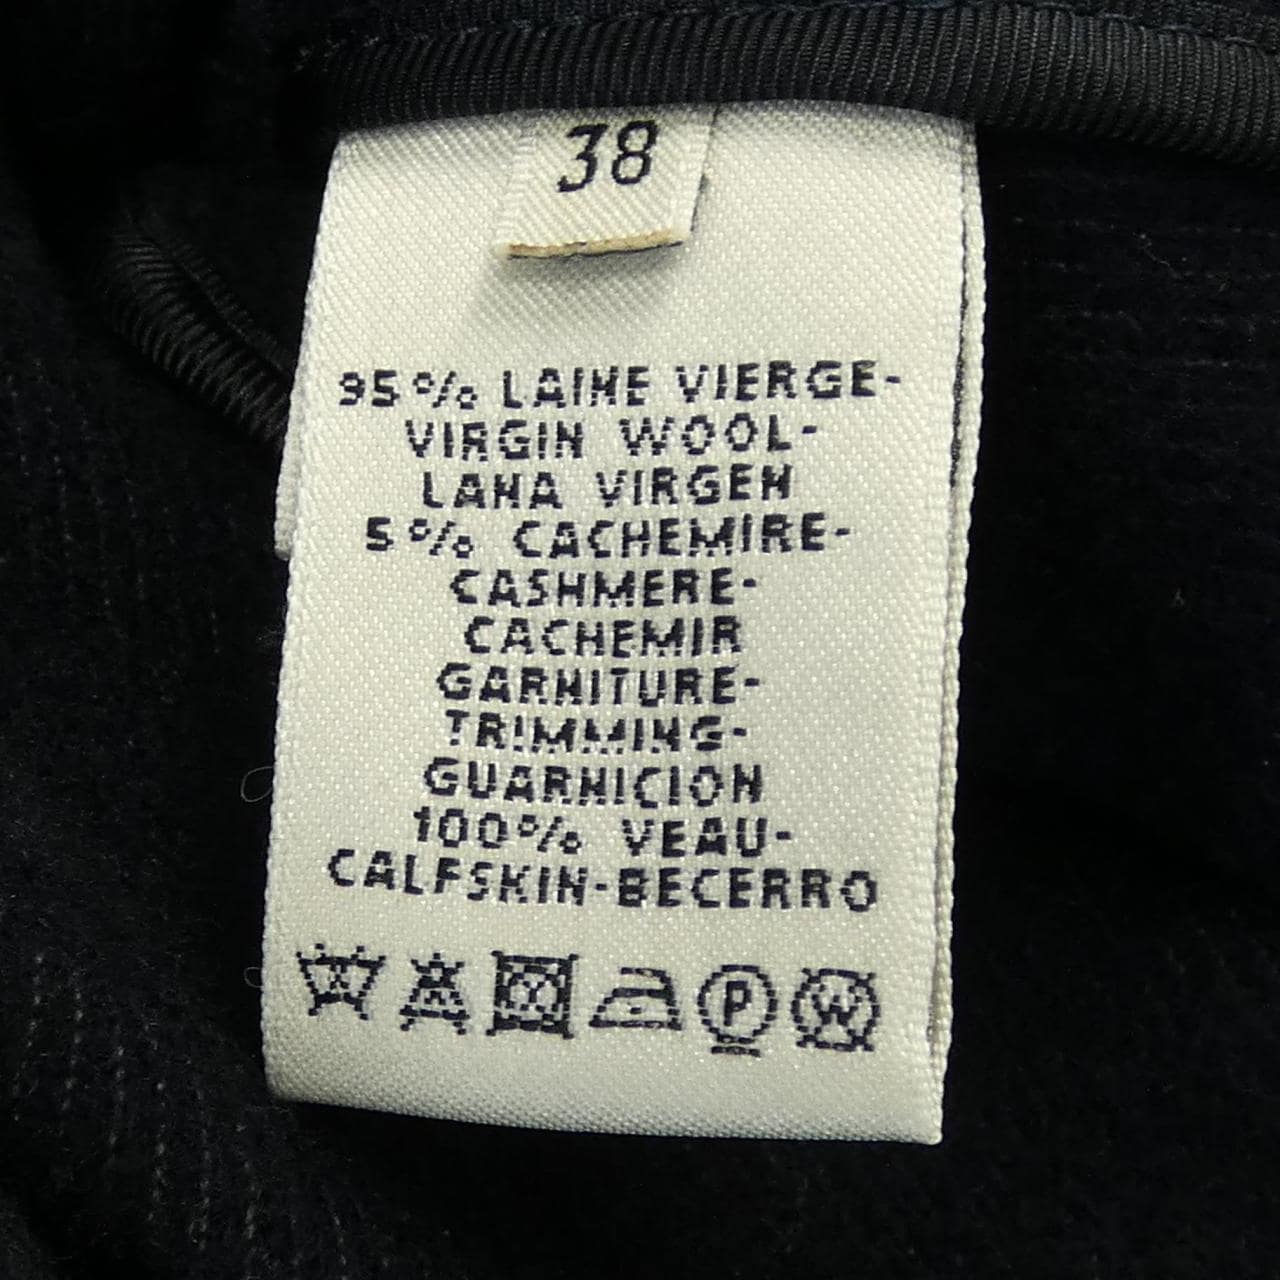 38
95% LAINE VIERGE-
VIRGIN WOOL-
LANA VIRGEN
5% CACHEMIRE-
CASHMERE-
CACHEMIR
GARNITURE-
TRIMMING-
GUARNICION
100% VEAU-
CALFSKIN-BECERRO
P W